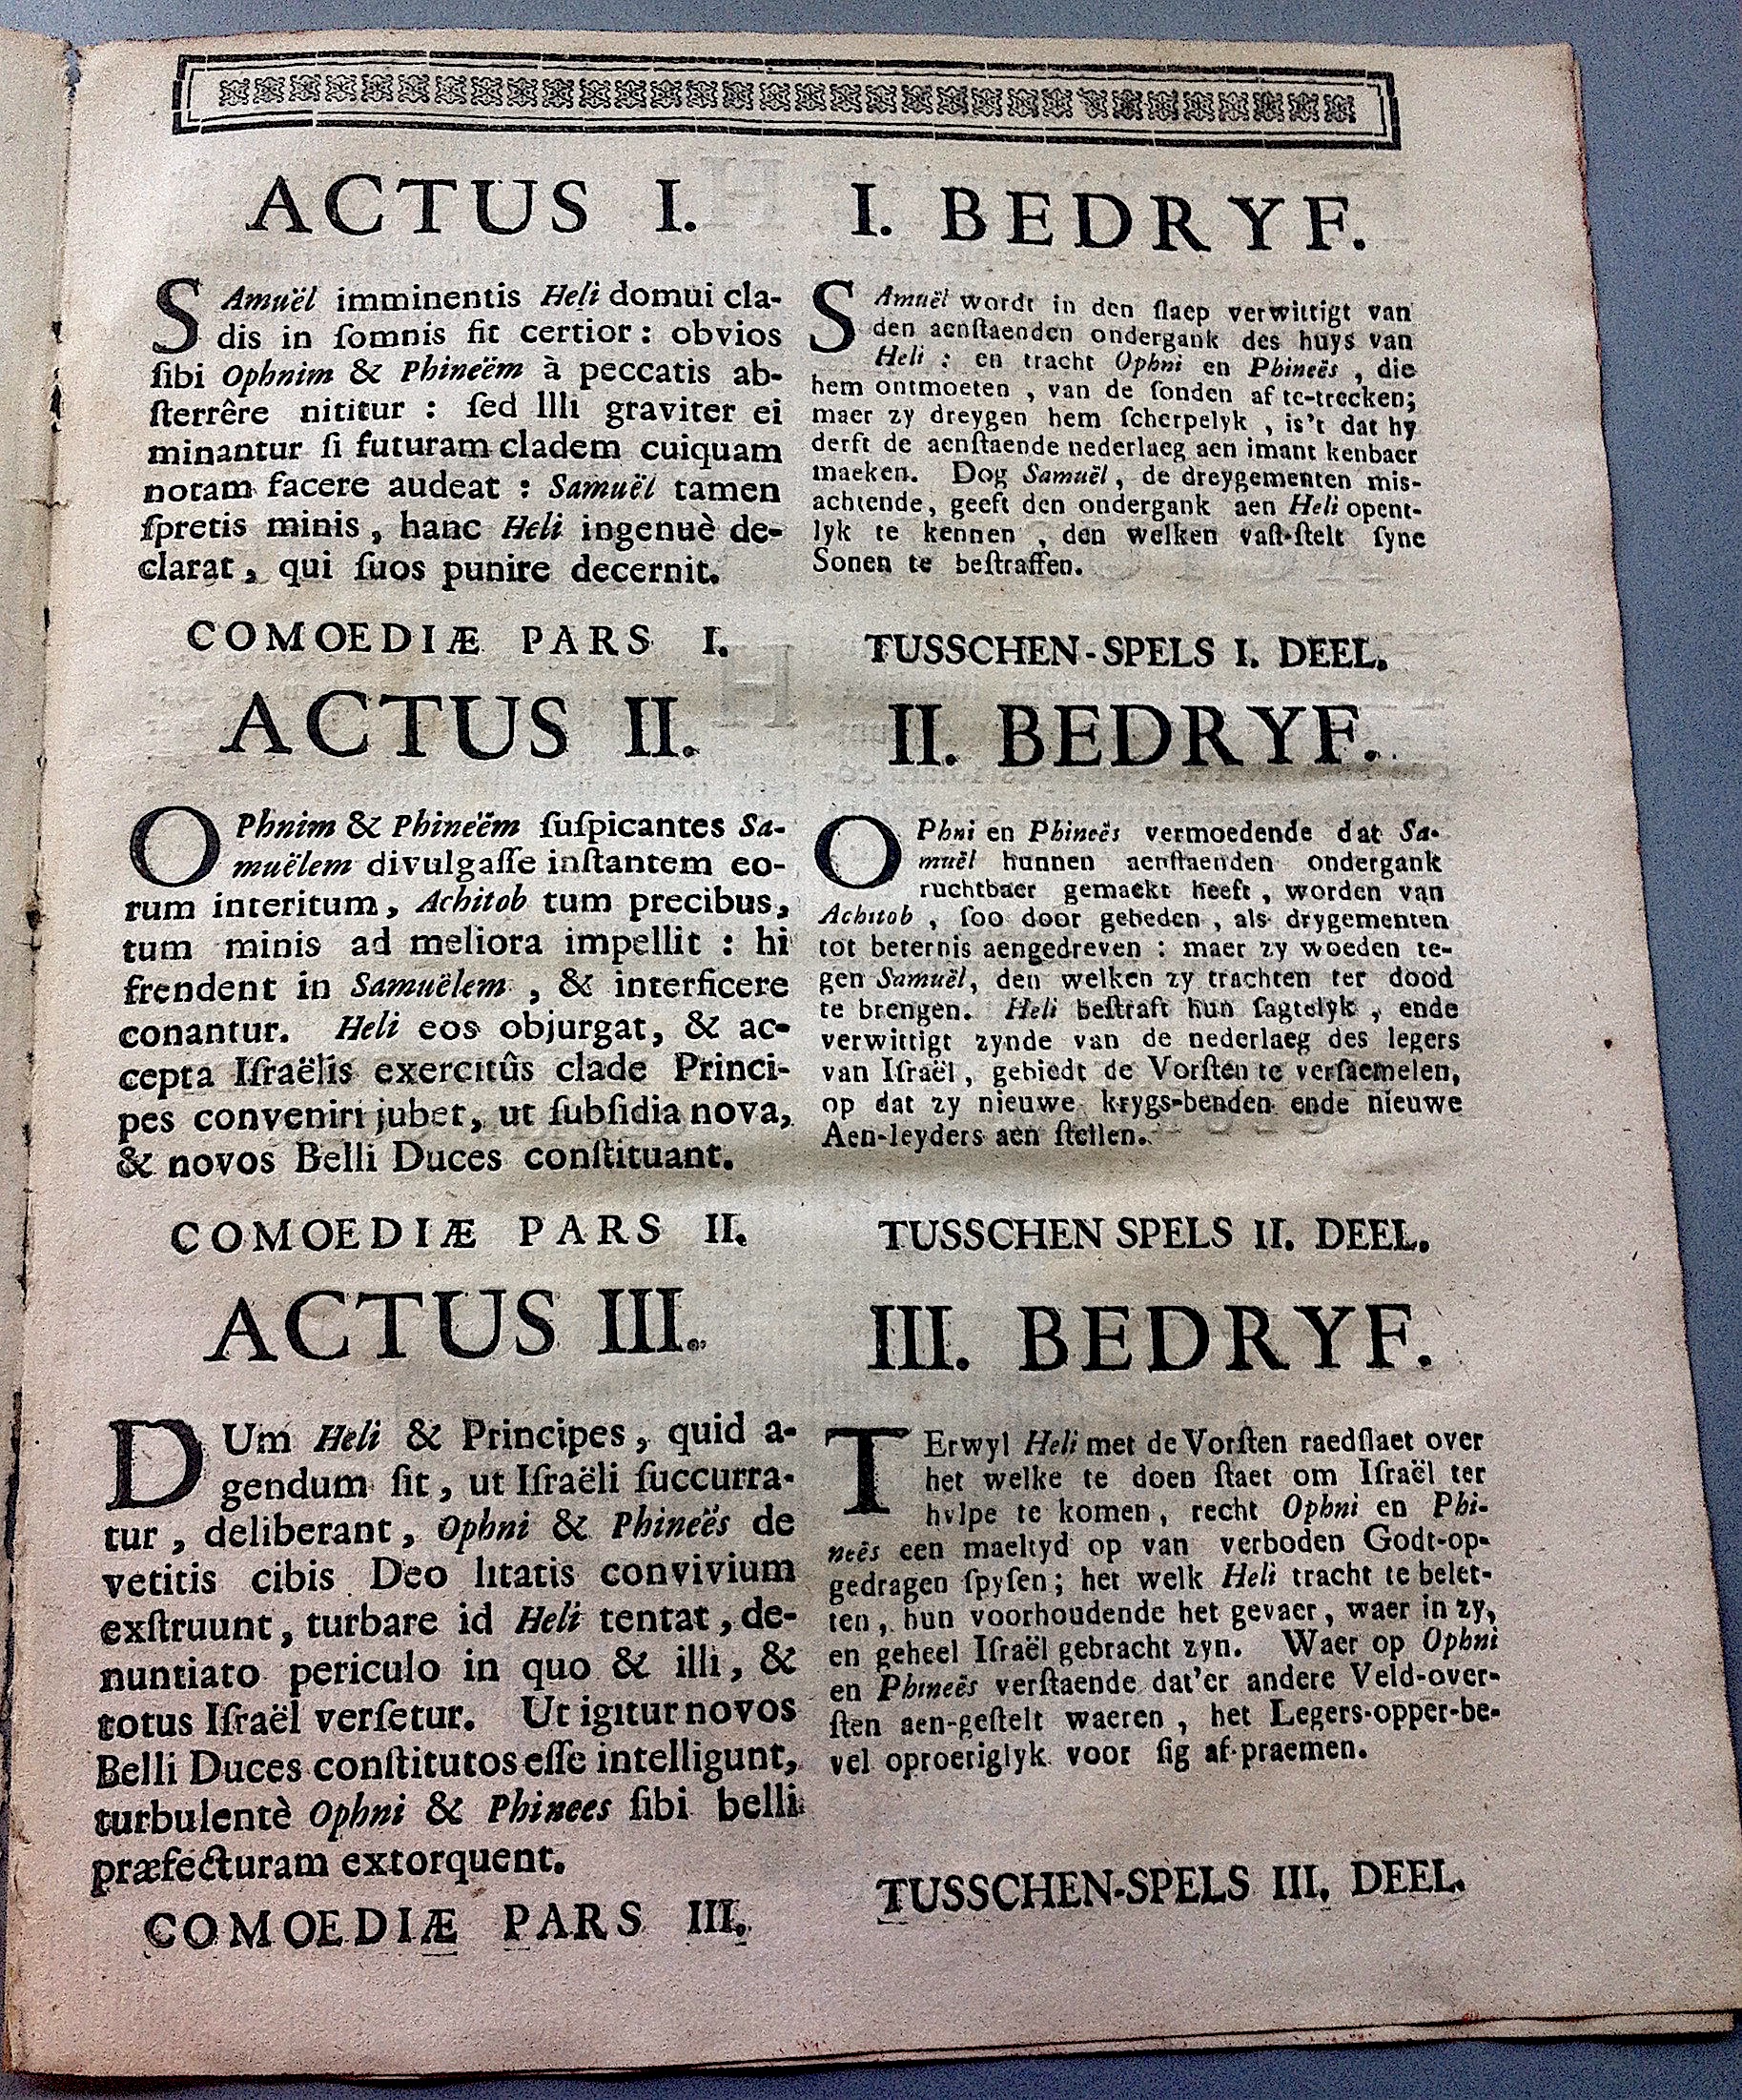 ACTUS I.
SAmuël imminentis Heli domui cla-
dis in ſomnis fit certior : obvios
ſibi Ophnim & Phineëm à peccatis ab-
ſterrêre nititur : ſed Illi graviter ei
minantur ſi futuram cladem cuiquam
notam facere audeat : Samuël tamen
ſpretis minis , hanc Heli ingenuè de-
clarat , qui ſuos punire decernit.
COMOEDIÆ PARS I.
ACTUS II.
OPhnim & Phineëm ſuſpicantes Sa-
muëlem divulgaſſe inſtantem eo-
rum interitum , Achitob tum precibus,
tum minis ad meliora impellit : hi
frendent in Samuëlem , & interficere
conantur. Heli eos objurgat, & ac-
cepta Iſraëlis exercitûs clade Princi-
pes conveniri jubet, ut ſubſidia nova,
& novos Belli Duces conſtituant.
COMOEDIÆ PARS II.
ACTUS III.
DUm Heli & Principes , quid a-
gendum ſit , ut Iſraëli ſuccurra-
tur , deliberant , Ophni & Phineës de
vetitis cibis Deo litatis convivium
exſtruunt , turbare id Heli tentat , de-
nuntiato periculo in quo & illi , &
totus Iſraël verſetur. Ut igitur novos
Belli Duces conſtitutos eſſe intelligunt,
turbulentè Ophni & Phinees ſibi belli
præfecturam extorquent.
COMOEDIÆ PARS III.
I. BEDRYF.
SAmuël wordt in den ſlaep verwittigt van
den aenſtaenden ondergank des huys van
Heli : en tracht Ophni en Phineës , die
hem ontmoeten , van de ſonden af te-trecken;
maer zy dreygen hem ſcherpelyk , is't dat hy
derft de aenſtaende nederlaeg aen imant kenbaer
maeken. Dog Samuël , de dreygementen mis-
achtende, geeft den ondergank aen Heli opent-
lyk te kennen , den welken vaſt-ſtelt ſyne
Sonen te beſtraffen.
TUSSCHEN-SPELS I. DEEL.
II. BEDRYF.
OPhni en Phineës vermoedende dat Sa-
muël hunnen aenſtaenden ondergank
ruchtbaer gemaekt heeft , worden van
Achitob , ſoo door gebeden , als drygementen
tot beternis aengedreven : maer zy woeden te-
gen Samuël, den welken zy trachten ter dood
te brengen. Heli beſtraft hun ſagtelyk , ende
verwittigt zynde van de nederlaeg des legers
van Iſraël , gebiedt de Vorſten te verſaemelen,
op dat zy nieuwe krygs-benden ende nieuwe
Aen-leyders aen ſtellen.
TUSSCHEN SPELS II. DEEL.
III. BEDRYF.
TErwyl Heli met de Vorſten raedſlaet over
het welke te doen ſtaet om Iſraël ter
hulpe te komen , recht Ophni en Phi-
neës een maeltyd op van verboden Godt-op-
gedragen ſpyſen ; het welk Heli tracht te belet-
ten , hun voorhoudende het gevaer , waer in zy,
en geheel Iſraël gebracht zyn. Waer op Ophni
en Phineës verſtaende dat'er andere Veld-over-
ſten aen-geſtelt waeren , het Legers-opper-be-
vel oproeriglyk voor ſig af-praemen.
TUSSCHEN-SPELS III. DEEL.